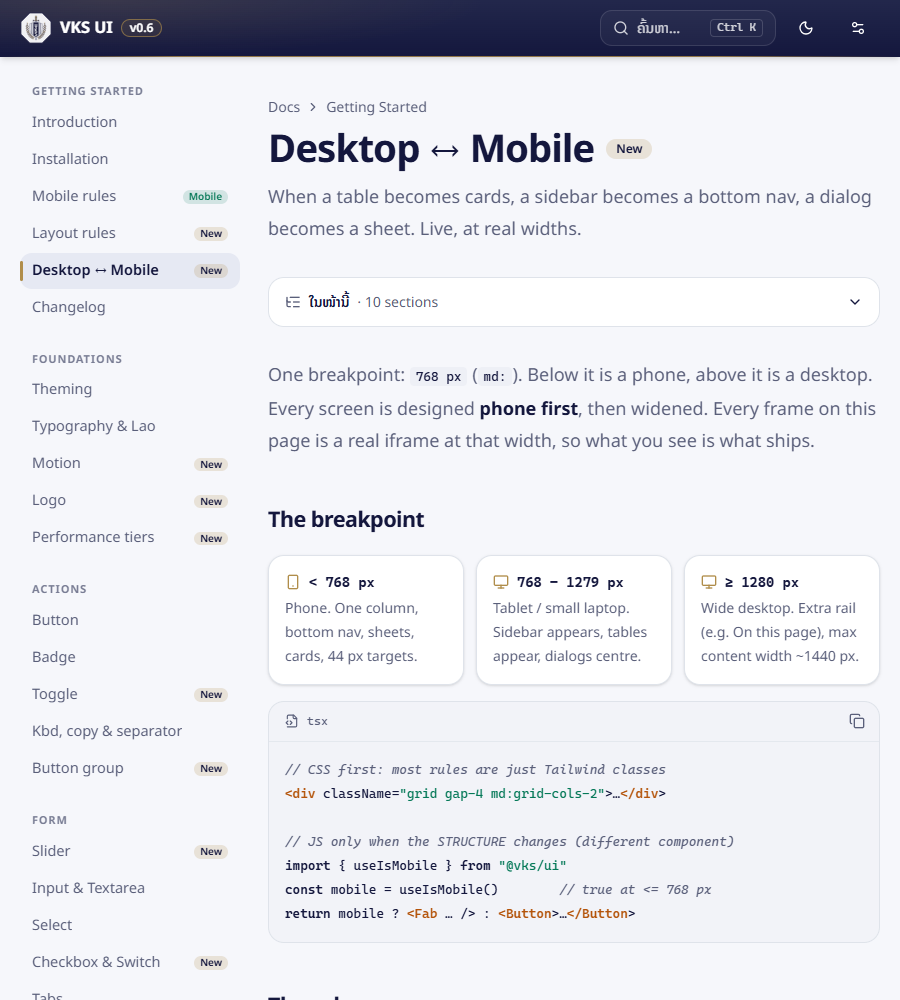 VKS UI v0.6
ຄົ້ນຫາ... Ctrl K
GETTING STARTED
Introduction
Installation
Mobile rules Mobile
Layout rules New
Desktop ↔ Mobile New
Changelog
FOUNDATIONS
Theming
Typography & Lao
Motion New
Logo New
Performance tiers New
ACTIONS
Button
Badge
Toggle New
Kbd, copy & separator
Button group New
FORM
Slider New
Input & Textarea
Select
Checkbox & Switch New
Tabs
Docs > Getting Started
Desktop ↔ Mobile New
When a table becomes cards, a sidebar becomes a bottom nav, a dialog
becomes a sheet. Live, at real widths.
ໃນໜ້ານີ້ · 10 sections
One breakpoint: 768 px ( md: ). Below it is a phone, above it is a desktop.
Every screen is designed phone first, then widened. Every frame on this
page is a real iframe at that width, so what you see is what ships.
The breakpoint
< 768 px
Phone. One column,
bottom nav, sheets,
cards, 44 px targets.
768 – 1279 px
Tablet / small laptop.
Sidebar appears, tables
appear, dialogs centre.
≥ 1280 px
Wide desktop. Extra rail
(e.g. On this page), max
content width ~1440 px.
tsx
// CSS first: most rules are just Tailwind classes
<div className="grid gap-4 md:grid-cols-2">…</div>
// JS only when the STRUCTURE changes (different component)
import { useIsMobile } from "@vks/ui"
const mobile = useIsMobile() // true at <= 768 px
return mobile ? <Fab … /> : <Button>…</Button>